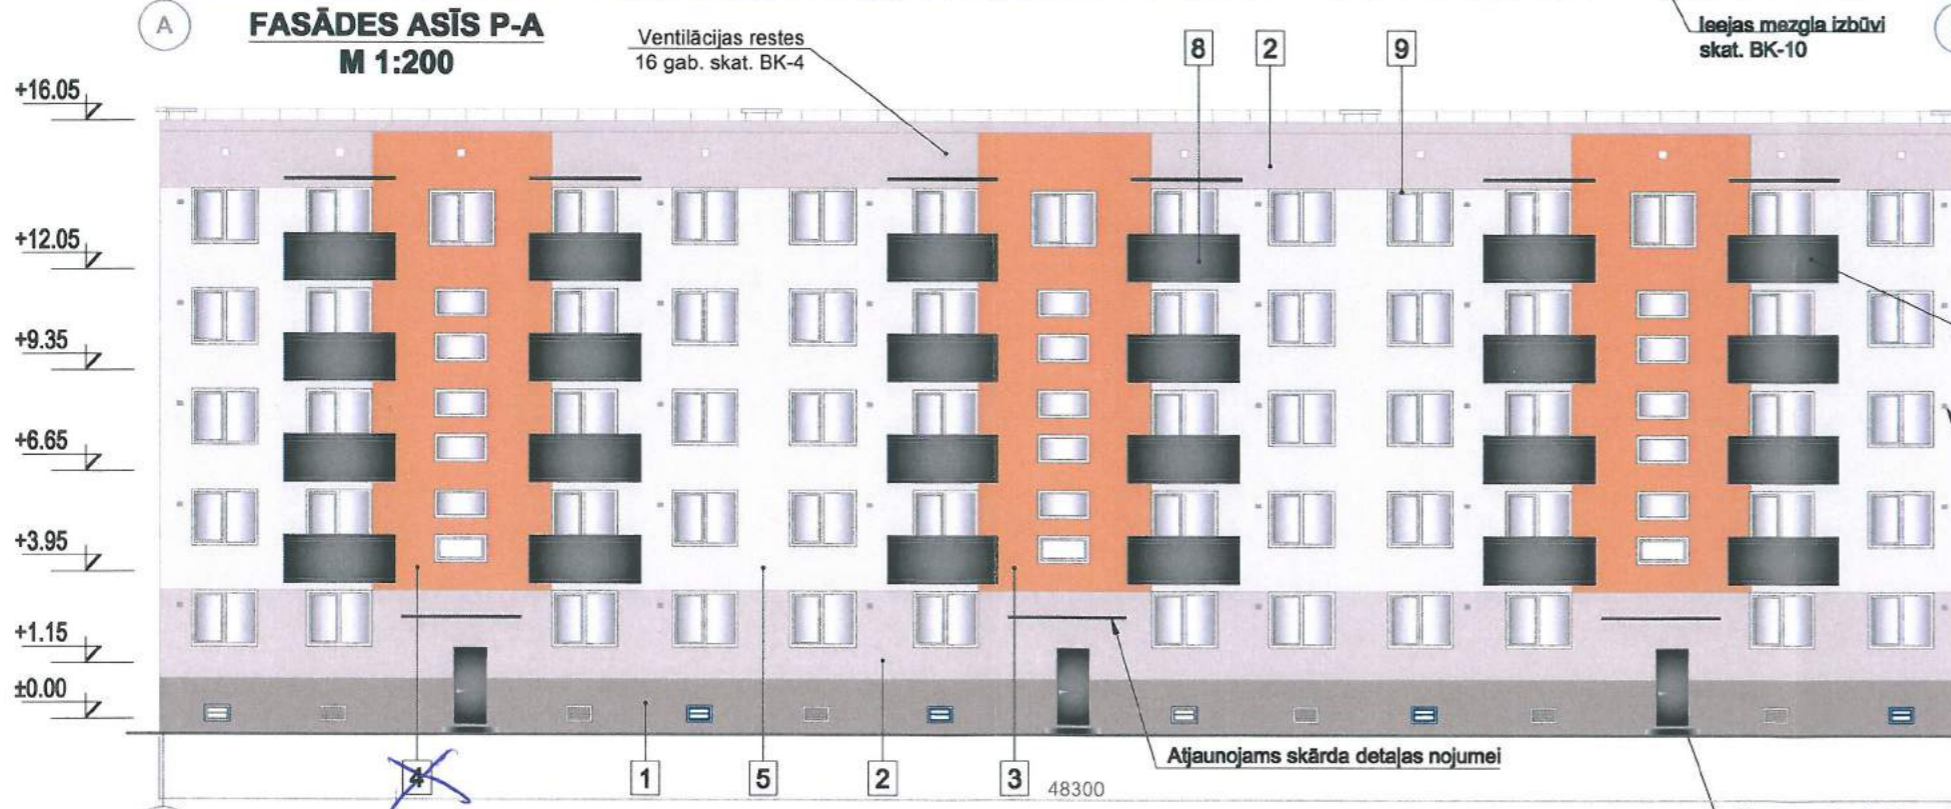 A
FASĀDES ASĪS P-A
M 1:200
Ventilācijas restes
16 gab. skat. BK-4
8
2
9
Ieejas mezgla izbūvi
skat. BK-10
+16.05
+12.05
+9.35
+6.65
+3.95
+1.15
±0.00
Atjaunojams skārda detaļas nojumei
4
1
5
2
3
48300